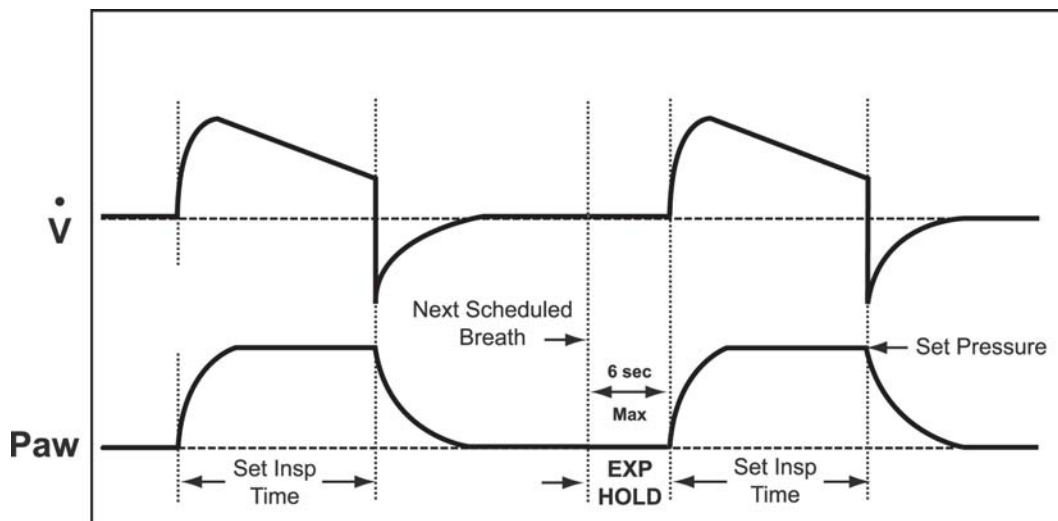 V̇
Next Scheduled
Breath
Set Pressure
6 sec
Max
Paw
Set Insp
Time
EXP
HOLD
Set Insp
Time